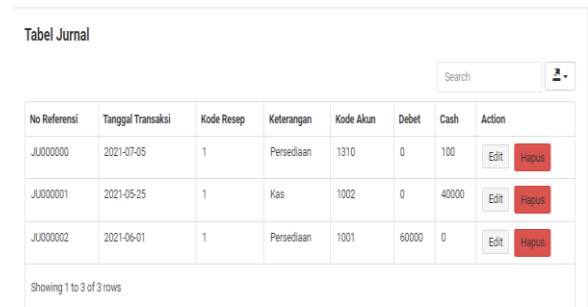 Tabel Jurnal
Search
No Referensi Tanggal Transaksi Kode Resep Keterangan Kode Akun Debet Cash Action
JU000000 2021-07-05 1 Persediaan 1310 0 100 Edit Hapus
JU000001 2021-05-25 1 Kas 1002 0 40000 Edit Hapus
JU000002 2021-06-01 1 Persediaan 1001 60000 0 Edit Hapus
Showing 1 to 3 of 3 rows